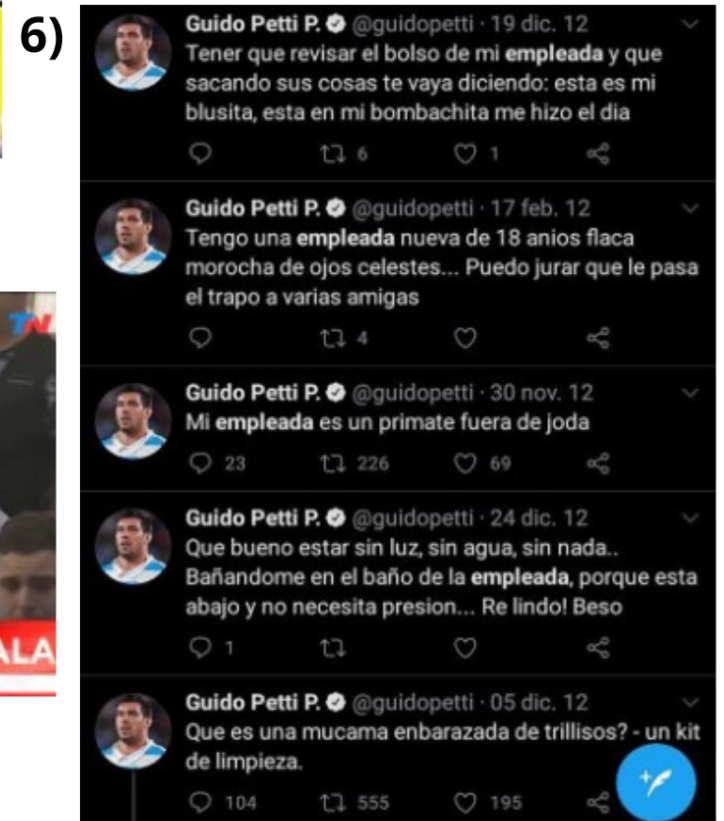 6)
Guido Petti P. @guidopetti · 19 dic. 12
Tener que revisar el bolso de mi empleada y que
sacando sus cosas te vaya diciendo: esta es mi
blusita, esta en mi bombachita me hizo el dia
6 1
Guido Petti P. @guidopetti · 17 feb. 12
Tengo una empleada nueva de 18 anios flaca
morocha de ojos celestes... Puedo jurar que le pasa
el trapo a varias amigas
4
Guido Petti P. @guidopetti · 30 nov. 12
Mi empleada es un primate fuera de joda
23 226 69
Guido Petti P. @guidopetti · 24 dic. 12
Que bueno estar sin luz, sin agua, sin nada..
Bañandome en el baño de la empleada, porque esta
abajo y no necesita presion... Re lindo! Beso
1
Guido Petti P. @guidopetti · 05 dic. 12
Que es una mucama enbarazada de trillisos? - un kit
de limpieza.
104 555 195
TN
ALA